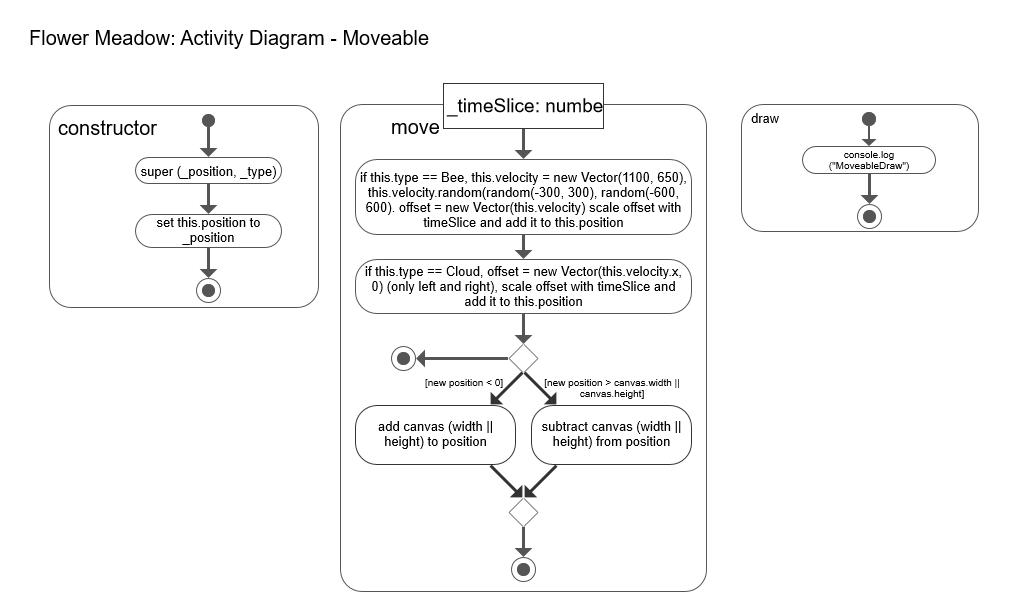 Flower Meadow: Activity Diagram - Moveable
constructor
super (_position, _type)
set this.position to
_position
_timeSlice: numbe
move
if this.type == Bee, this.velocity = new Vector(1100, 650),
this.velocity.random(random(-300, 300), random(-600,
600). offset = new Vector(this.velocity) scale offset with
timeSlice and add it to this.position
if this.type == Cloud, offset = new Vector(this.velocity.x,
0) (only left and right), scale offset with timeSlice and
add it to this.position
[new position < 0]
[new position > canvas.width ||
canvas.height]
add canvas (width ||
height) to position
subtract canvas (width ||
height) from position
draw
console.log
("MoveableDraw")